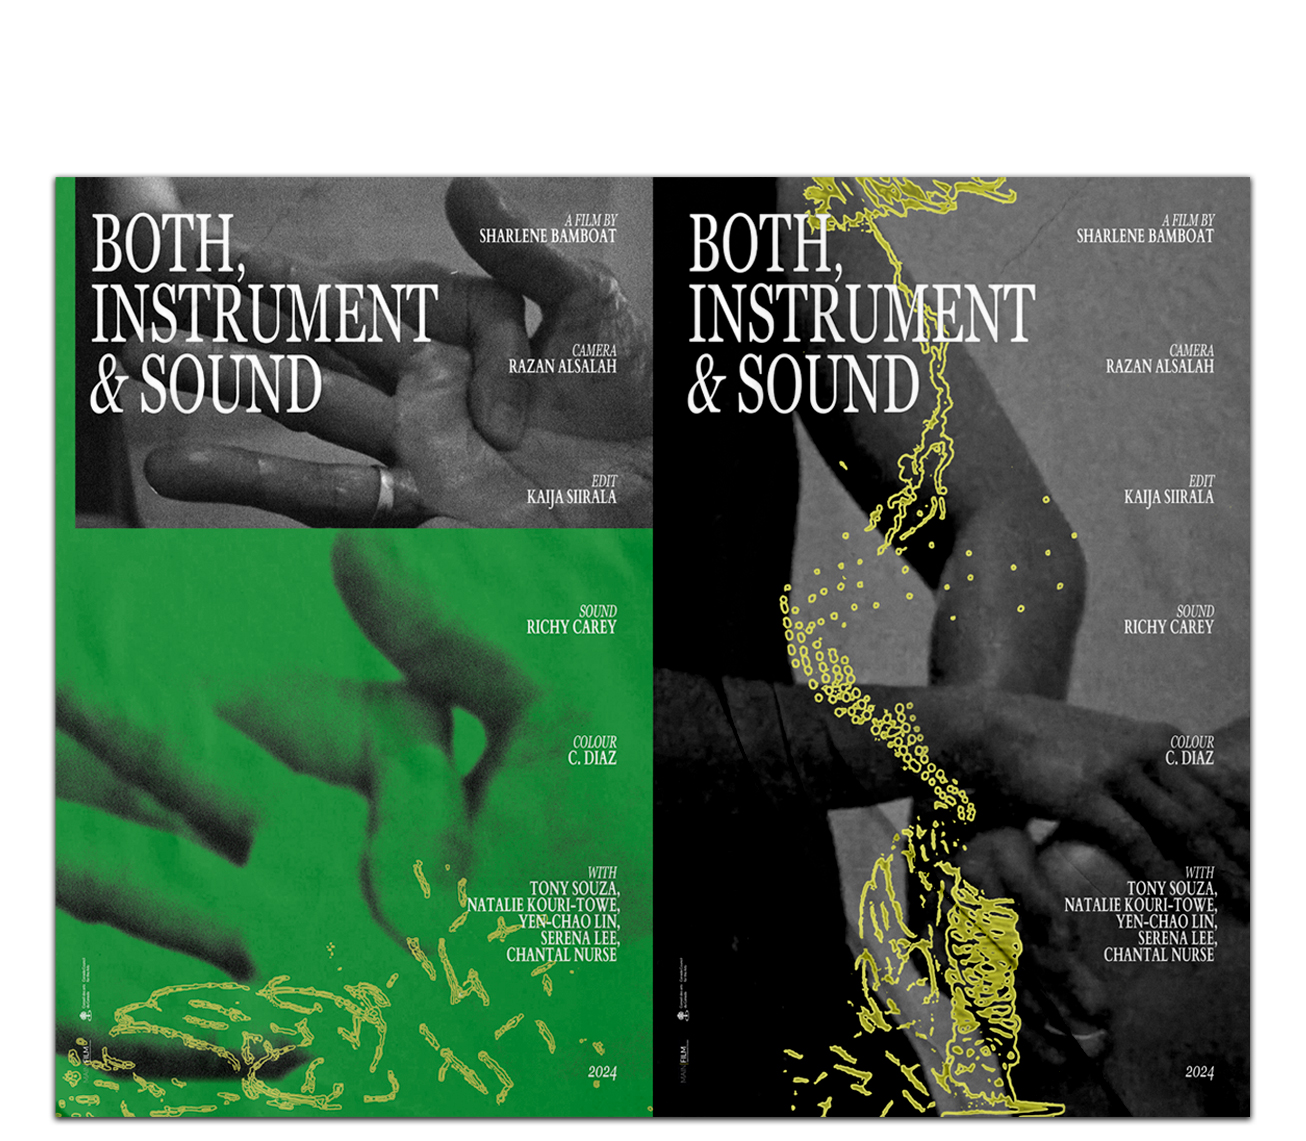 BOTH,
INSTRUMENT
& SOUND
A FILM BY
SHARLENE BAMBOAT
CAMERA
RAZAN ALSALAH
EDIT
KAIJA SIIRALA
SOUND
RICHY CAREY
COLOUR
C. DIAZ
WITH
TONY SOUZA,
NATALIE KOURI-TOWE,
YEN-CHAO LIN,
SERENA LEE,
CHANTAL NURSE
MAINFILM
2024
BOTH,
INSTRUMENT
& SOUND
A FILM BY
SHARLENE BAMBOAT
CAMERA
RAZAN ALSALAH
EDIT
KAIJA SIIRALA
SOUND
RICHY CAREY
COLOUR
C. DIAZ
WITH
TONY SOUZA,
NATALIE KOURI-TOWE,
YEN-CHAO LIN,
SERENA LEE,
CHANTAL NURSE
MAINFILM
2024